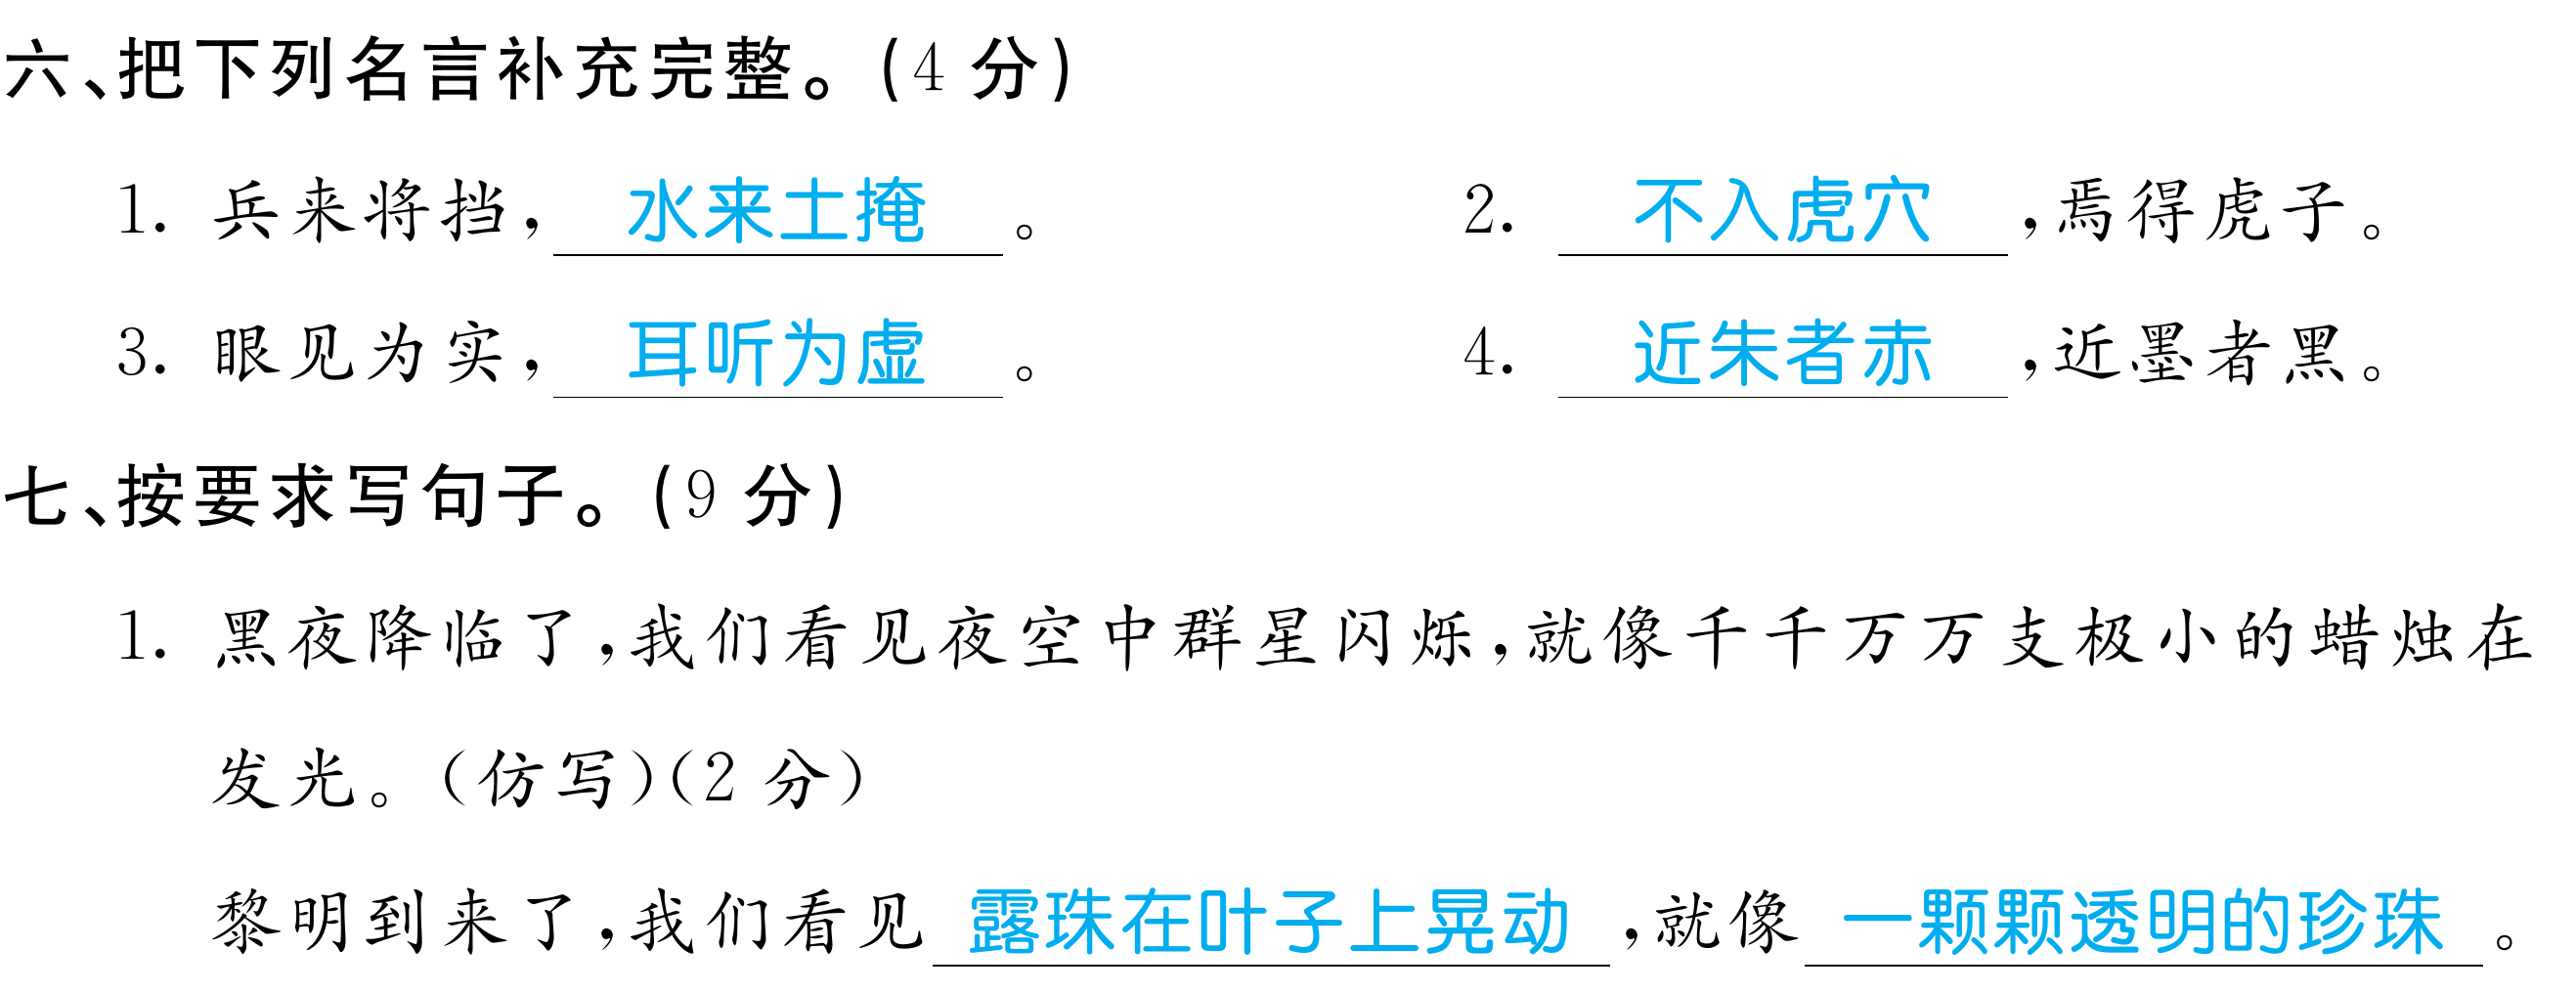 六、把下列名言补充完整。(4 分)
1. 兵来将挡，水来土掩。 2. 不入虎穴，焉得虎子。
3. 眼见为实，耳听为虚。 4. 近朱者赤，近墨者黑。
七、按要求写句子。(9 分)
1. 黑夜降临了，我们看见夜空中群星闪烁，就像千千万万支极小的蜡烛在
发光。（仿写）（2 分）
黎明到来了，我们看见露珠在叶子上晃动，就像一颗颗透明的珍珠。